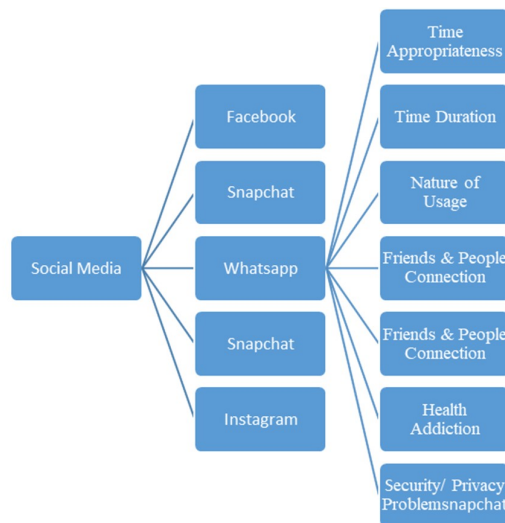 Social Media
Facebook
Snapchat
Whatsapp
Snapchat
Instagram
Time
Appropriateness
Time Duration
Nature of
Usage
Friends & People
Connection
Friends & People
Connection
Health
Addiction
Security/ Privacy
Problemsnapchat